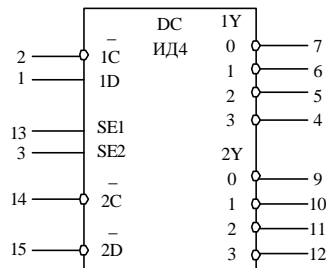 DC
ИД4
2 1C̅
1 1D
13 SE1
3 SE2
14 2C̅
15 2D̅
1Y
0 7
1 6
2 5
3 4
2Y
0 9
1 10
2 11
3 12